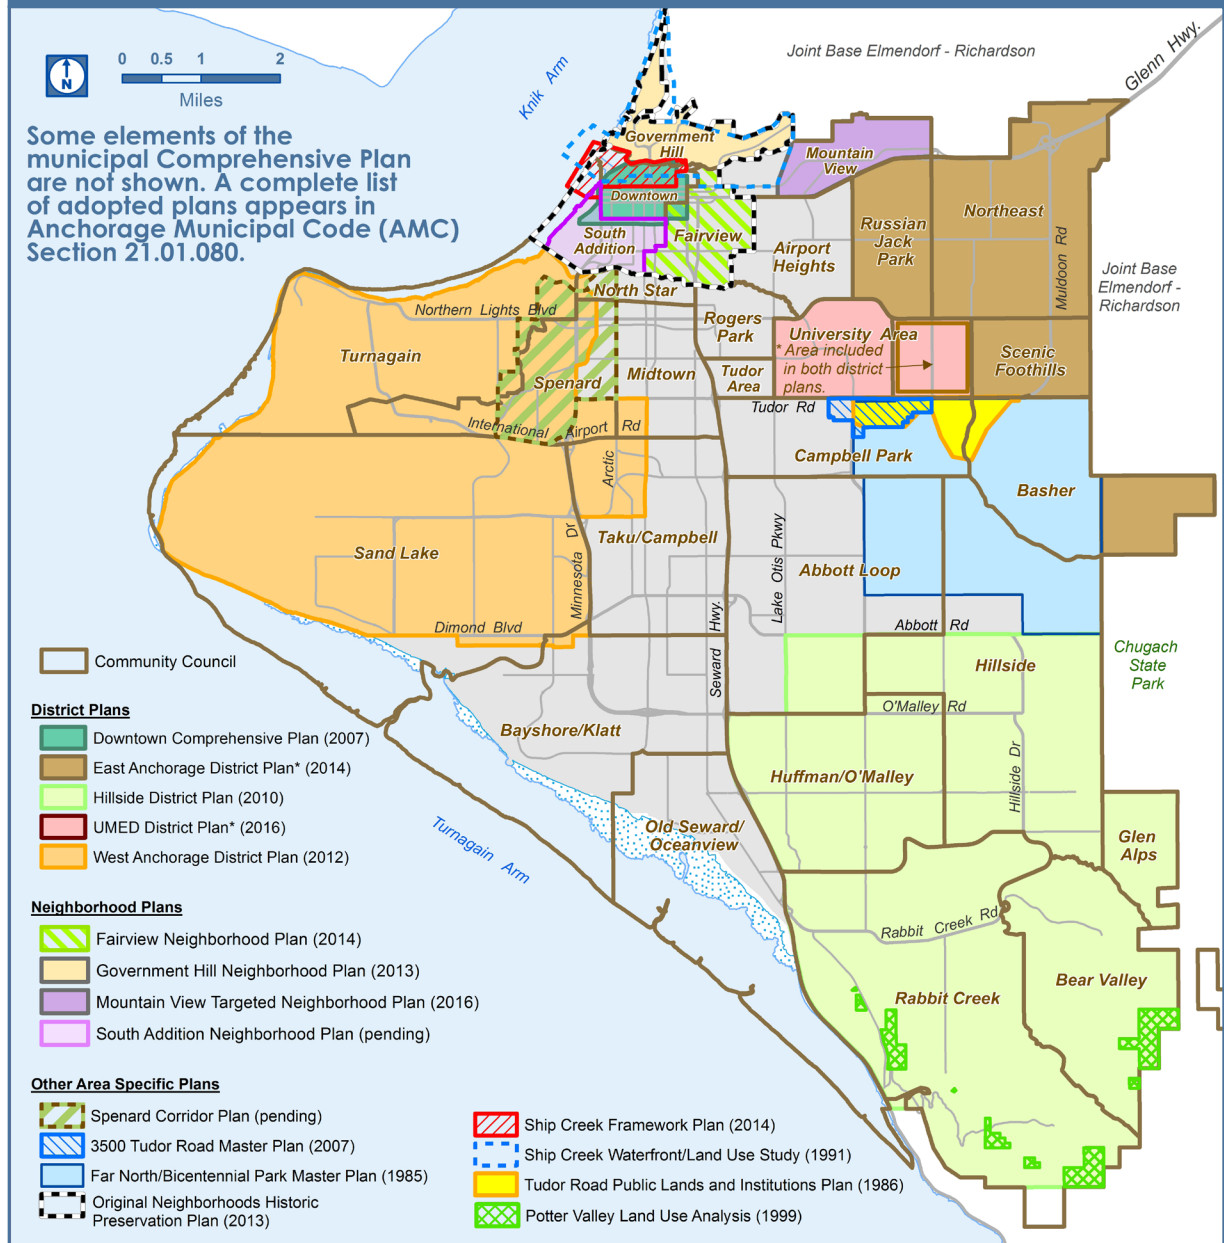 Joint Base Elmendorf - Richardson
Glenn Hwy.
Knik Arm
N
0 0.5 1 2
Miles
Some elements of the
municipal Comprehensive Plan
are not shown. A complete list
of adopted plans appears in
Anchorage Municipal Code (AMC)
Section 21.01.080.
Government
Hill
Mountain
View
Downtown
South
Addition
Fairview
Airport
Heights
Russian
Jack
Park
Northeast
Muldoon Rd
Joint Base
Elmendorf -
Richardson
North Star
Northern Lights Blvd
Turnagain
Spenard
Midtown
Rogers
Park
Tudor
Area
University Area
* Area included
in both district
plans.
Scenic
Foothills
Tudor Rd
International Airport Rd
Campbell Park
Basher
Arctic
Sand Lake
Minnesota Dr
Taku/Campbell
Lake Otis Pkwy
Abbott Loop
Dimond Blvd
Seward Hwy.
Abbott Rd
Hillside
Chugach
State
Park
O'Malley Rd
Bayshore/Klatt
Huffman/O'Malley
Hillside Dr
Old Seward/
Oceanview
Turnagain Arm
Glen
Alps
Rabbit Creek Rd
Rabbit Creek
Bear Valley
Community Council
District Plans
Downtown Comprehensive Plan (2007)
East Anchorage District Plan* (2014)
Hillside District Plan (2010)
UMED District Plan* (2016)
West Anchorage District Plan (2012)
Neighborhood Plans
Fairview Neighborhood Plan (2014)
Government Hill Neighborhood Plan (2013)
Mountain View Targeted Neighborhood Plan (2016)
South Addition Neighborhood Plan (pending)
Other Area Specific Plans
Spenard Corridor Plan (pending)
3500 Tudor Road Master Plan (2007)
Far North/Bicentennial Park Master Plan (1985)
Original Neighborhoods Historic
Preservation Plan (2013)
Ship Creek Framework Plan (2014)
Ship Creek Waterfront/Land Use Study (1991)
Tudor Road Public Lands and Institutions Plan (1986)
Potter Valley Land Use Analysis (1999)